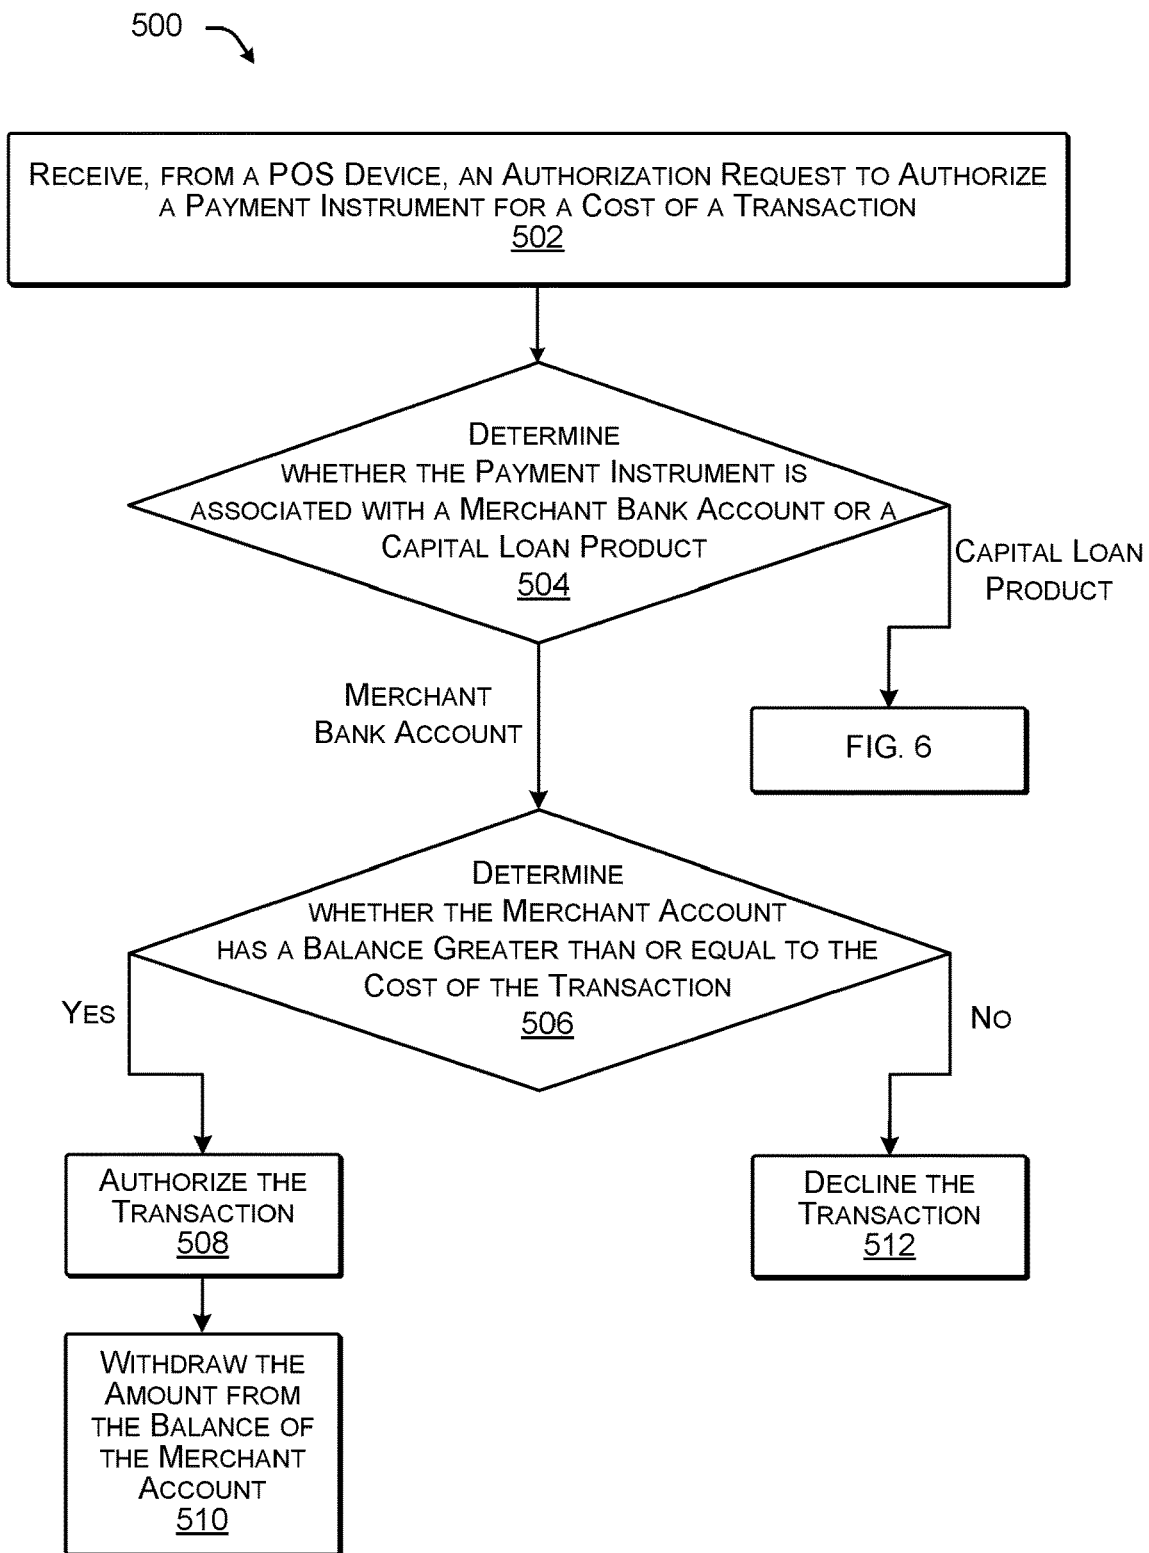 500
RECEIVE, FROM A POS DEVICE, AN AUTHORIZATION REQUEST TO AUTHORIZE
A PAYMENT INSTRUMENT FOR A COST OF A TRANSACTION
502
DETERMINE
WHETHER THE PAYMENT INSTRUMENT IS
ASSOCIATED WITH A MERCHANT BANK ACCOUNT OR A
CAPITAL LOAN PRODUCT
504
CAPITAL LOAN
PRODUCT
MERCHANT
BANK ACCOUNT
FIG. 6
DETERMINE
WHETHER THE MERCHANT ACCOUNT
HAS A BALANCE GREATER THAN OR EQUAL TO THE
COST OF THE TRANSACTION
506
YES
NO
AUTHORIZE THE
TRANSACTION
508
DECLINE THE
TRANSACTION
512
WITHDRAW THE
AMOUNT FROM
THE BALANCE OF
THE MERCHANT
ACCOUNT
510